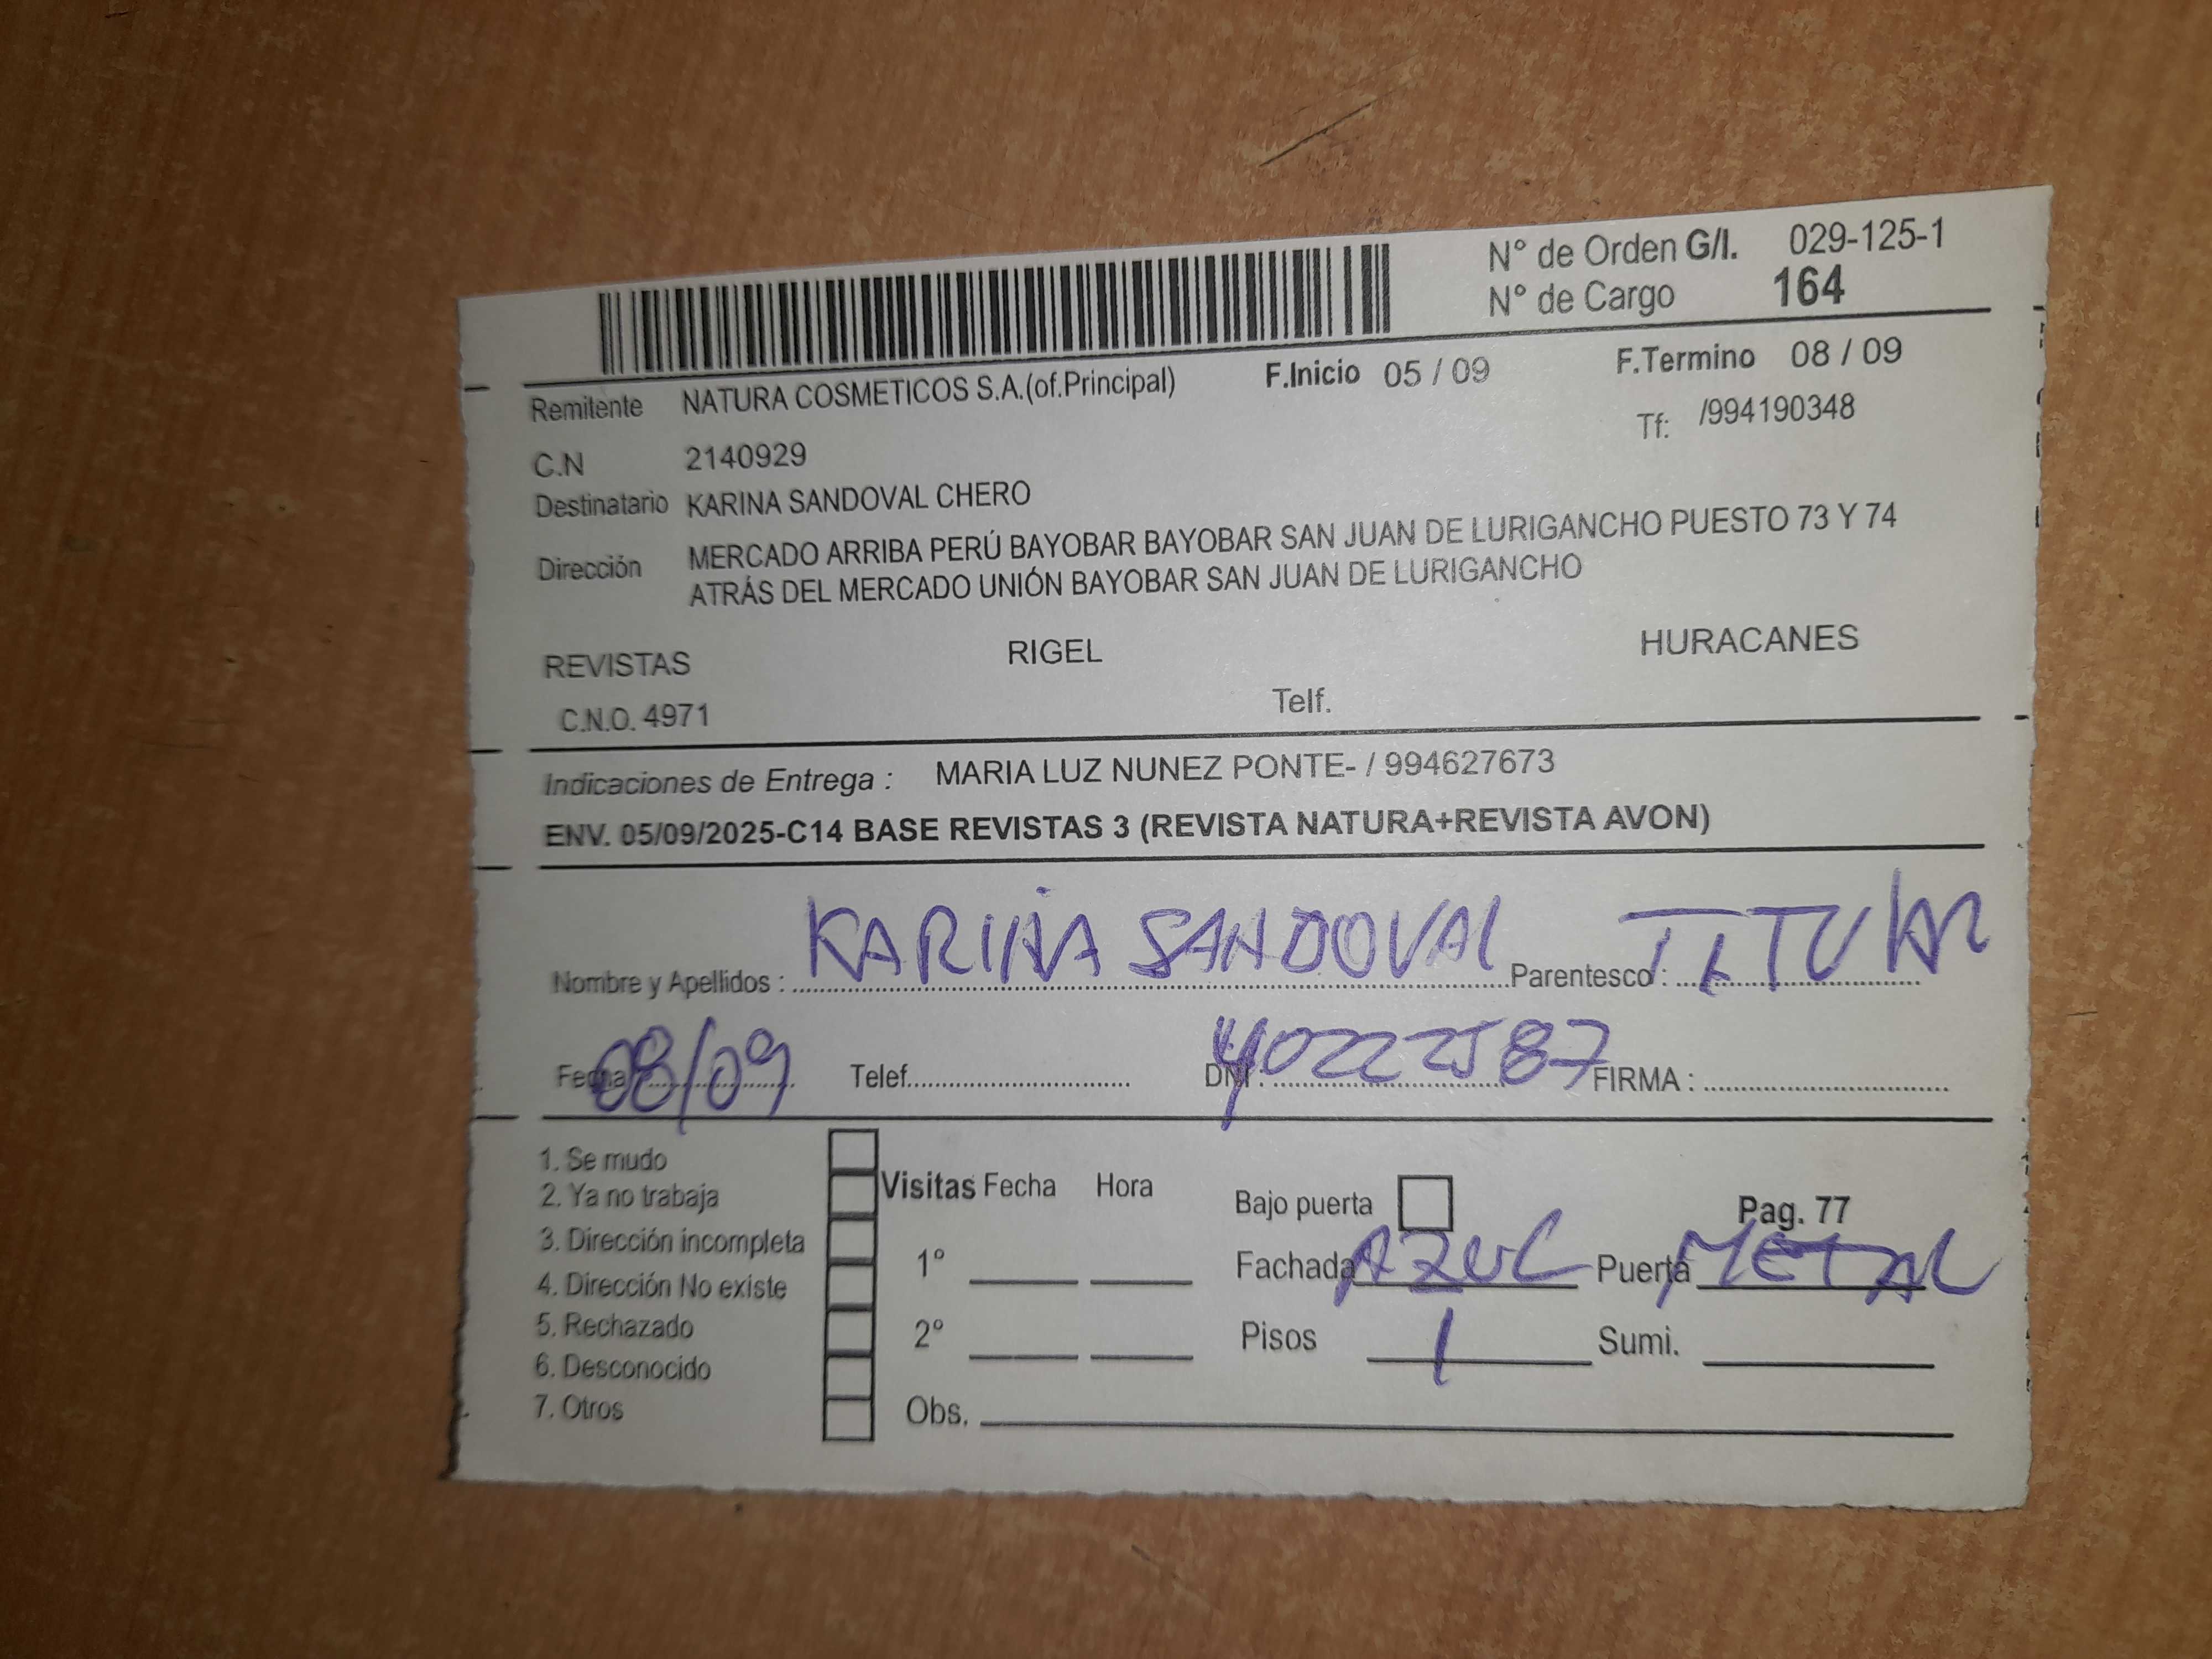 N° de Orden G/I. 029-125-1
N° de Cargo 164
Remitente NATURA COSMETICOS S.A.(of.Principal) F.Inicio 05 / 09 F.Termino 08 / 09
C.N 2140929 Tf: /994190348
Destinatario KARINA SANDOVAL CHERO
Dirección MERCADO ARRIBA PERÚ BAYOBAR BAYOBAR SAN JUAN DE LURIGANCHO PUESTO 73 Y 74
ATRÁS DEL MERCADO UNIÓN BAYOBAR SAN JUAN DE LURIGANCHO
REVISTAS RIGEL HURACANES
C.N.O. 4971 Telf.
Indicaciones de Entrega : MARIA LUZ NUNEZ PONTE- / 994627673
ENV. 05/09/2025-C14 BASE REVISTAS 3 (REVISTA NATURA+REVISTA AVON)
Nombre y Apellidos : KARINA SANDOVAL Parentesco : TITULAR
Fecha 08/09 Telef. DNI : 40222587 FIRMA :
1. Se mudo
2. Ya no trabaja Visitas Fecha Hora Bajo puerta Pag. 77
3. Dirección incompleta 1° Fachada AZUL Puerta METAL
4. Dirección No existe
5. Rechazado 2° Pisos 1 Sumi.
6. Desconocido
7. Otros Obs.